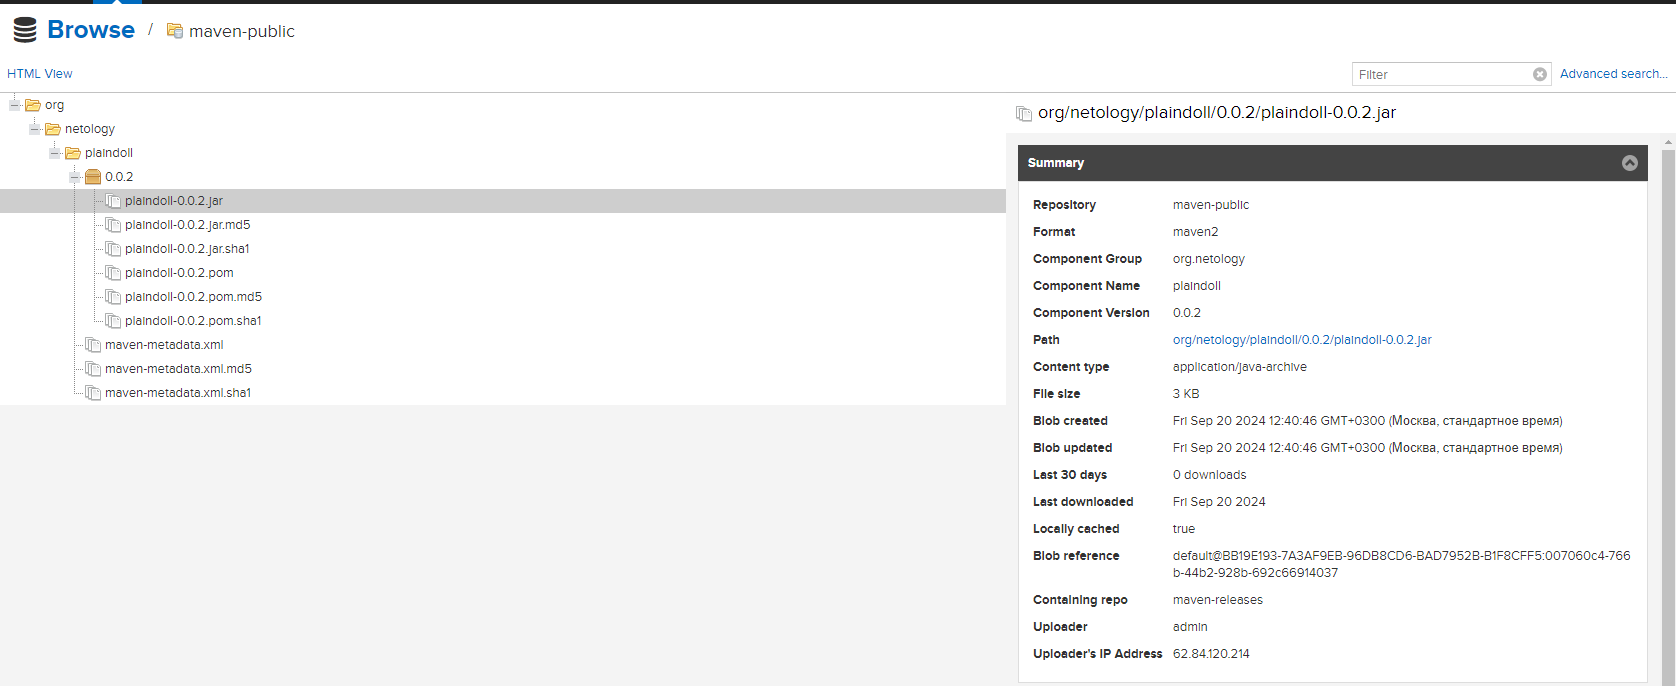 Browse / maven-public
HTML View
Filter
Advanced search...
org
netology
plaindoll
0.0.2
plaindoll-0.0.2.jar
plaindoll-0.0.2.jar.md5
plaindoll-0.0.2.jar.sha1
plaindoll-0.0.2.pom
plaindoll-0.0.2.pom.md5
plaindoll-0.0.2.pom.sha1
maven-metadata.xml
maven-metadata.xml.md5
maven-metadata.xml.sha1
org/netology/plaindoll/0.0.2/plaindoll-0.0.2.jar
Summary
Repository maven-public
Format maven2
Component Group org.netology
Component Name plaindoll
Component Version 0.0.2
Path org/netology/plaindoll/0.0.2/plaindoll-0.0.2.jar
Content type application/java-archive
File size 3 KB
Blob created Fri Sep 20 2024 12:40:46 GMT+0300 (Москва, стандартное время)
Blob updated Fri Sep 20 2024 12:40:46 GMT+0300 (Москва, стандартное время)
Last 30 days 0 downloads
Last downloaded Fri Sep 20 2024
Locally cached true
Blob reference default@BB19E193-7A3AF9EB-96DB8CD6-BAD7952B-B1F8CFF5:007060c4-766
b-44b2-928b-692c66914037
Containing repo maven-releases
Uploader admin
Uploader's IP Address 62.84.120.214